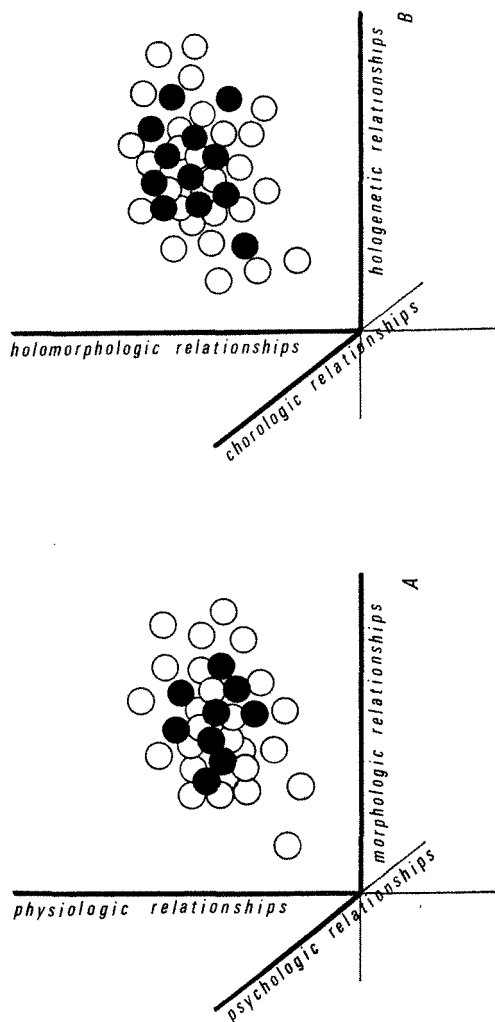 B
holomorphologic relationships
hologenetic relationships
chorologic relationships
A
physiologic relationships
morphologic relationships
psychologic relationships